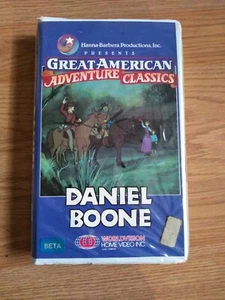 Hanna-Barbera Productions, Inc.
PRESENTS
GREAT AMERICAN
ADVENTURE CLASSICS
DANIEL
BOONE
BETA
WORLDVISION
HOME VIDEO INC.